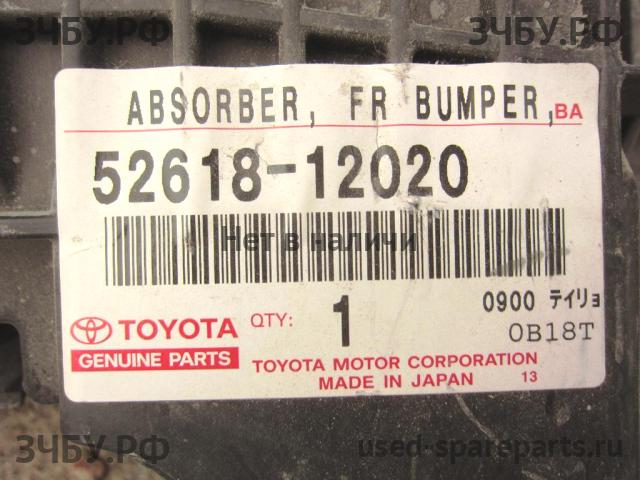 ЗЧБУ.РФ
ЗЧБУ.РФ
ABSORBER, FR BUMPER, BA
52618-12020
Нет в наличи
0900 テイリョ
TOYOTA QTY: 1
0B18T
GENUINE PARTS
TOYOTA MOTOR CORPORATION
MADE IN JAPAN 13
ЗЧБУ.РФ
used-spareparts.ru